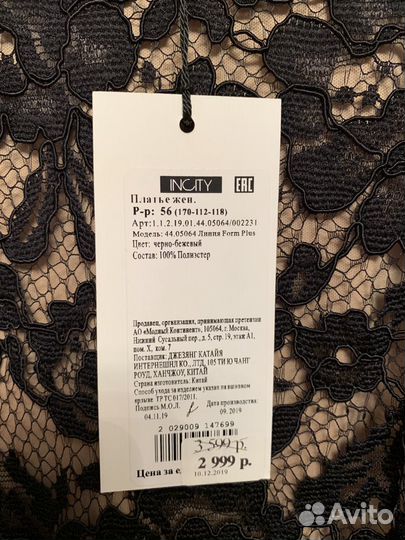 INCITY EAC
Платье жен.
Р-р: 56 (170-112-118)
Арт:1.1.2.19.01.44.05064/002231
Модель: 44.05064 Линия Form Plus
Цвет: черно-бежевый
Состав: 100% Полиэстер
Продавец, организация, принимающая претензии
АО «Модный Континент», 105064, г. Москва,
Нижний Сусальный пер., д. 5, стр. 19, этаж А1,
пом. X, ком. 7
Поставщик: ДЖЕЗЯНГ КАТАЙЯ
ИНТЕРНЕШНЛ КО., ЛТД, 105 ТИ Ю ЧАНГ
РОУД, ХАНЧЖОУ, КИТАЙ
Страна изготовитель: Китай
Способ ухода за изделием указан на вшивном
ярлыке ТР ТС 017/2011.
Подпись М.О.Л. Дата производства
04.11.19 09.2019
2 029009 147699
3 599 р.
Цена за е 2 999 р.
10.12.2019
Avito